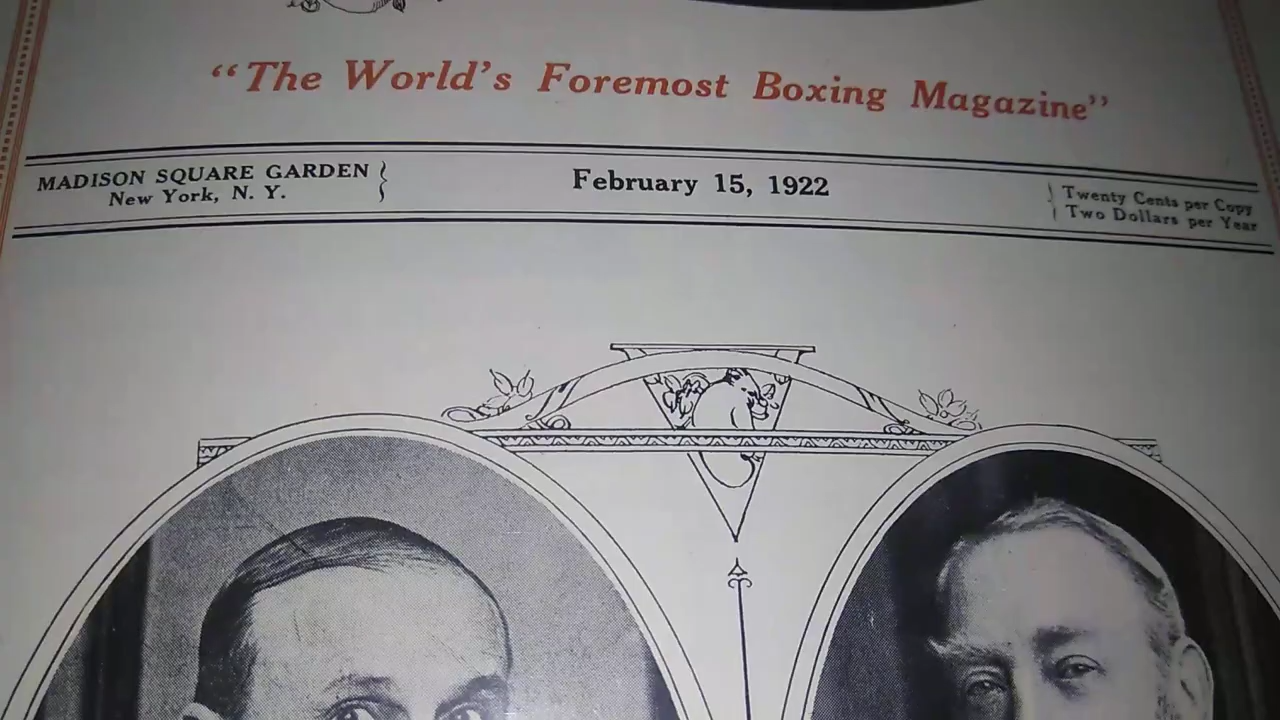 “The World’s Foremost Boxing Magazine”
MADISON SQUARE GARDEN
New York, N. Y.
February 15, 1922
Twenty Cents per Copy
Two Dollars per Year